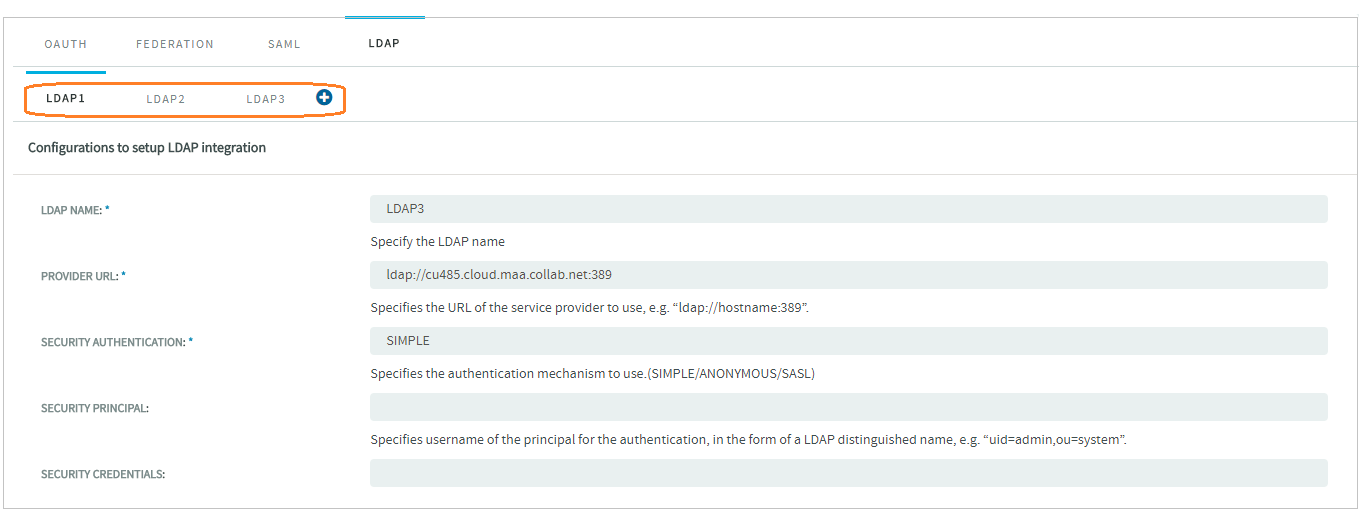 OAUTH FEDERATION SAML LDAP
LDAP1 LDAP2 LDAP3
Configurations to setup LDAP integration
LDAP NAME: * LDAP3
Specify the LDAP name
PROVIDER URL: * ldap://cu485.cloud.maa.collab.net:389
Specifies the URL of the service provider to use, e.g. “ldap://hostname:389”.
SECURITY AUTHENTICATION: * SIMPLE
Specifies the authentication mechanism to use.(SIMPLE/ANONYMOUS/SASL)
SECURITY PRINCIPAL:
Specifies username of the principal for the authentication, in the form of a LDAP distinguished name, e.g. “uid=admin,ou=system”.
SECURITY CREDENTIALS: